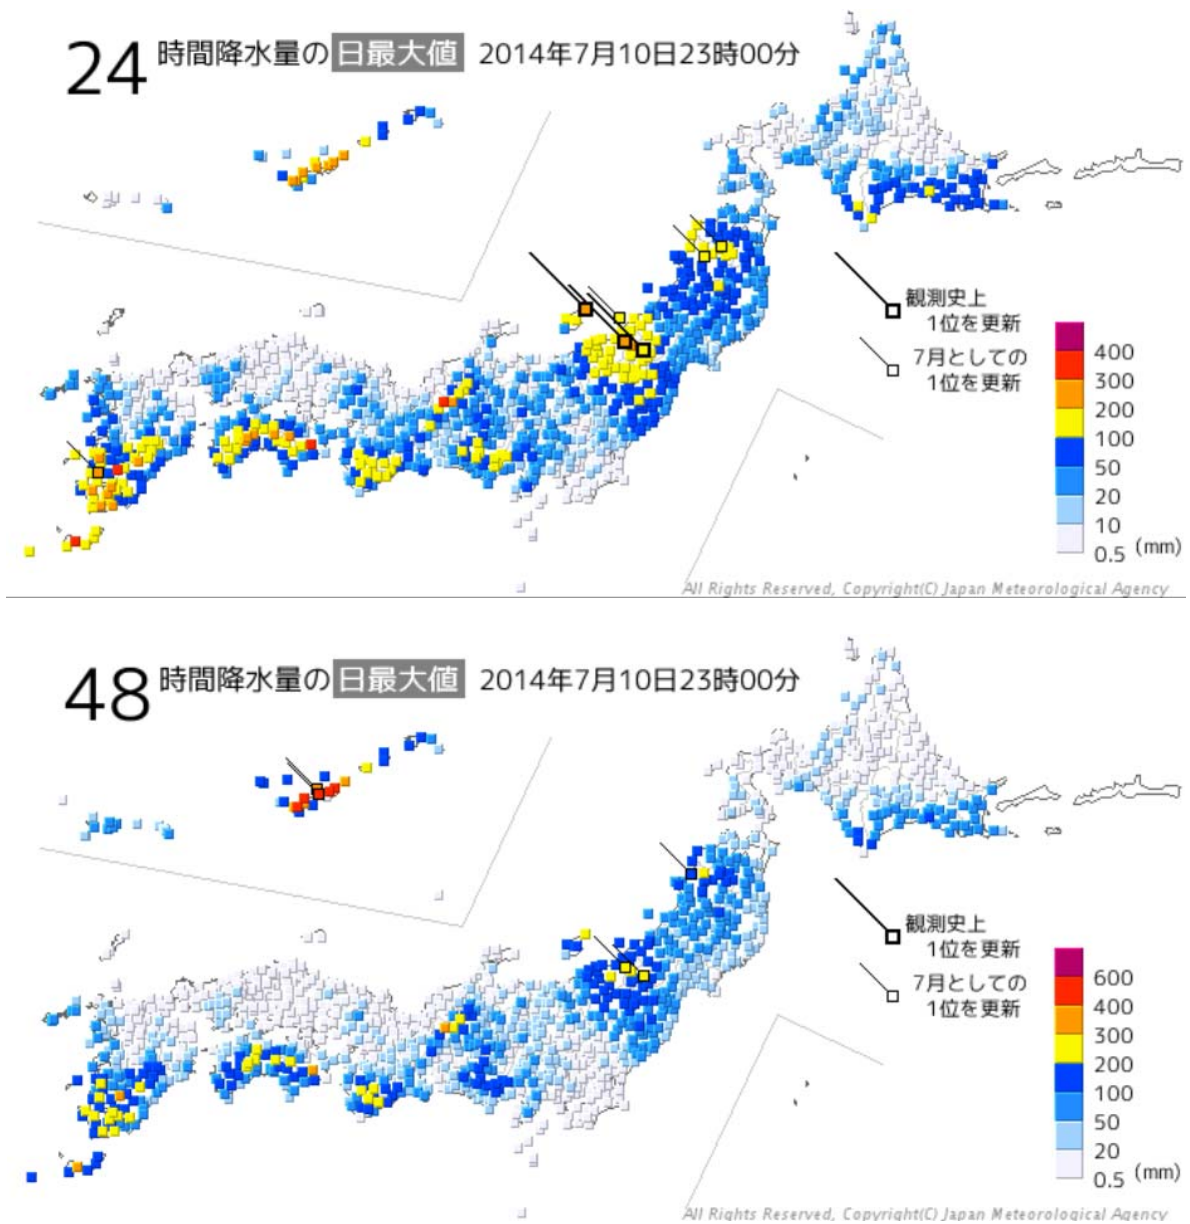 24 時間降水量の 日最大値 2014年7月10日23時00分
観測史上
1位を更新
7月としての
1位を更新
400
300
200
100
50
20
10
0.5 (mm)
All Rights Reserved, Copyright(C) Japan Meteorological Agency
48 時間降水量の 日最大値 2014年7月10日23時00分
観測史上
1位を更新
7月としての
1位を更新
600
400
300
200
100
50
20
0.5 (mm)
All Rights Reserved, Copyright(C) Japan Meteorological Agency